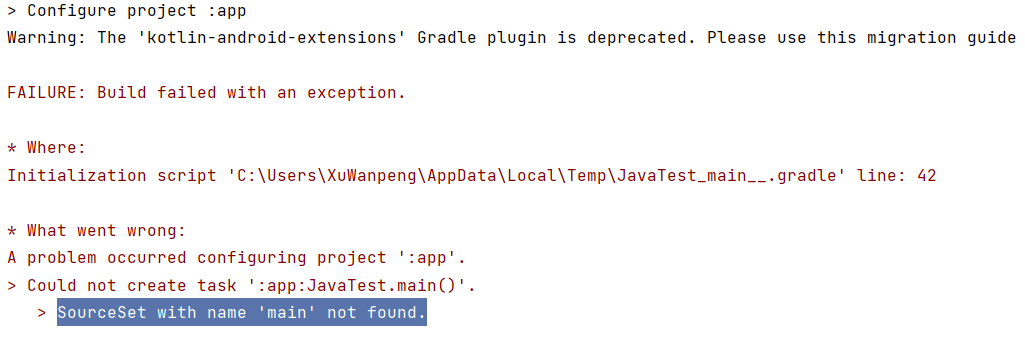 > Configure project :app
Warning: The 'kotlin-android-extensions' Gradle plugin is deprecated. Please use this migration guide
FAILURE: Build failed with an exception.
* Where:
Initialization script 'C:\Users\XuWanpeng\AppData\Local\Temp\JavaTest_main__.gradle' line: 42
* What went wrong:
A problem occurred configuring project ':app'.
> Could not create task ':app:JavaTest.main()'.
> SourceSet with name 'main' not found.